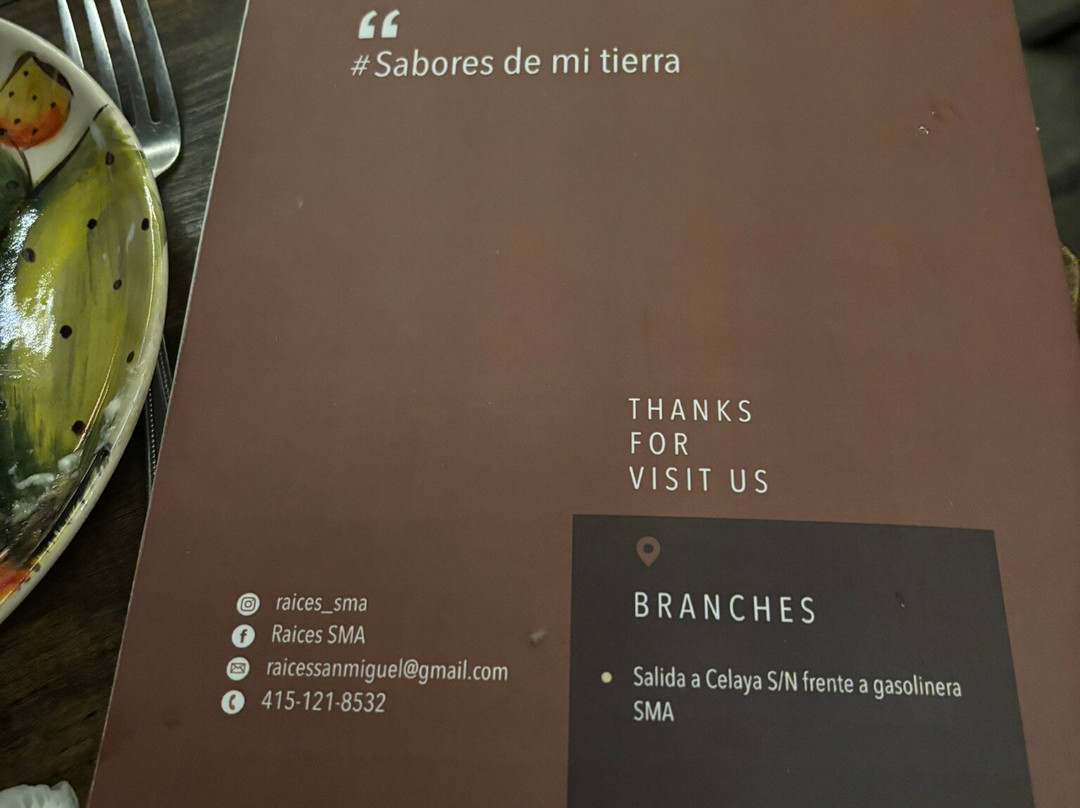 “
#Sabores de mi tierra
THANKS
FOR
VISIT US
BRANCHES
Salida a Celaya S/N frente a gasolinera
SMA
raices_sma
Raices SMA
raicessanmiguel@gmail.com
415-121-8532